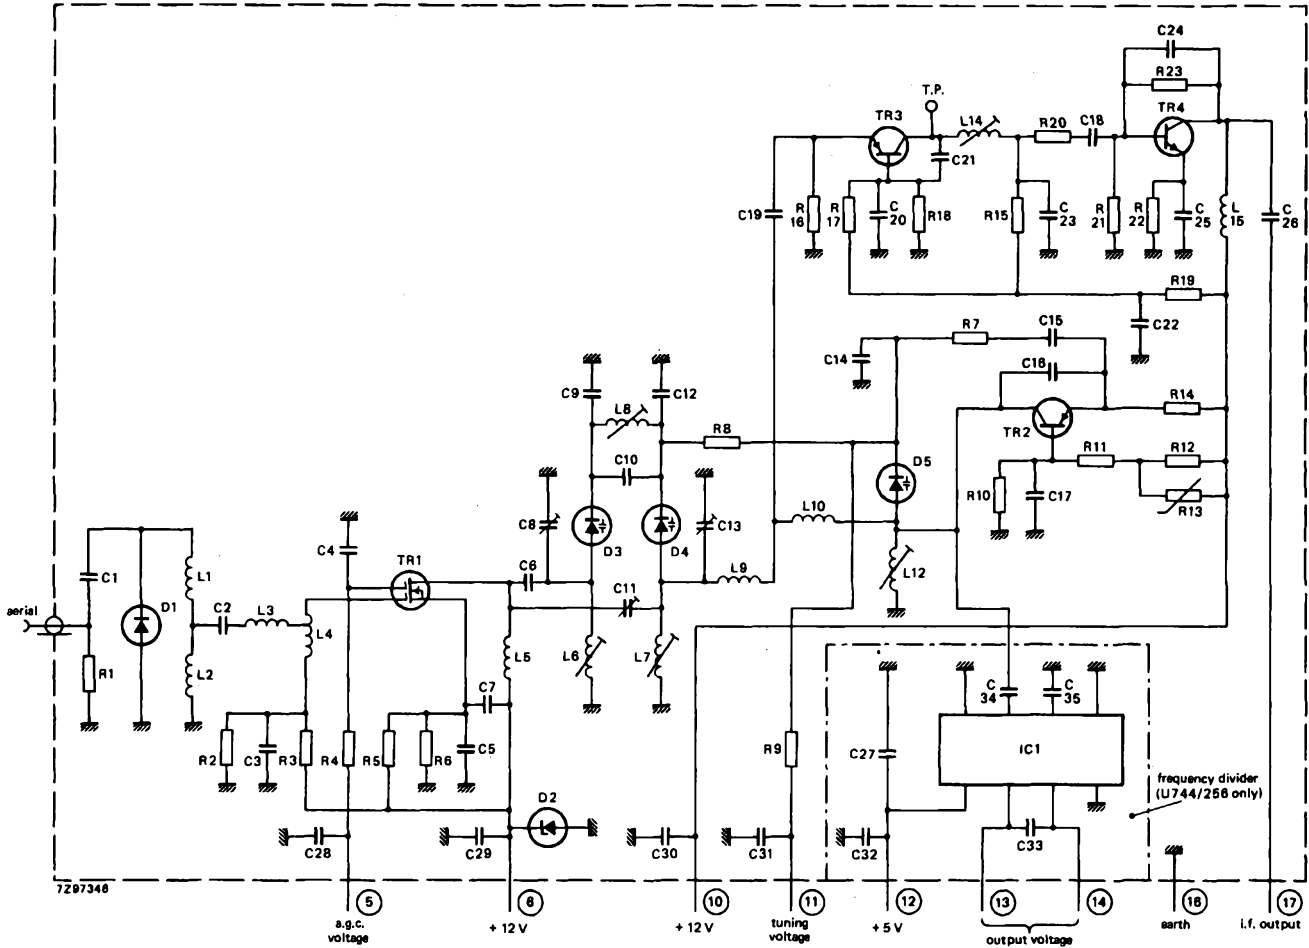 C24
R23
T.P.
TR3
L14
R20
C18
TR4
C21
C19
R
16
R
17
C
20
R18
R15
C
23
R
21
R
22
C
25
L
15
C
26
R19
C22
R7
C15
C14
C16
C9
C12
L8
R14
TR2
R8
R11
R12
C10
D5
R10
C17
R13
C8
D3
D4
C13
L10
C4
TR1
C6
L9
L12
C1
L1
C11
aerial
D1
C2
L3
L4
R1
L2
L5
L6
L7
C7
C
34
C
35
R2
C3
R3
R4
R5
R6
C5
R9
C27
IC1
frequency divider
(U744/256 only)
D2
C28
C29
C30
C31
C32
C33
7Z97346
5
6
10
11
12
13
14
16
17
a.g.c.
voltage
+ 12 V
+ 12 V
tuning
voltage
+ 5 V
output voltage
earth
i.f. output